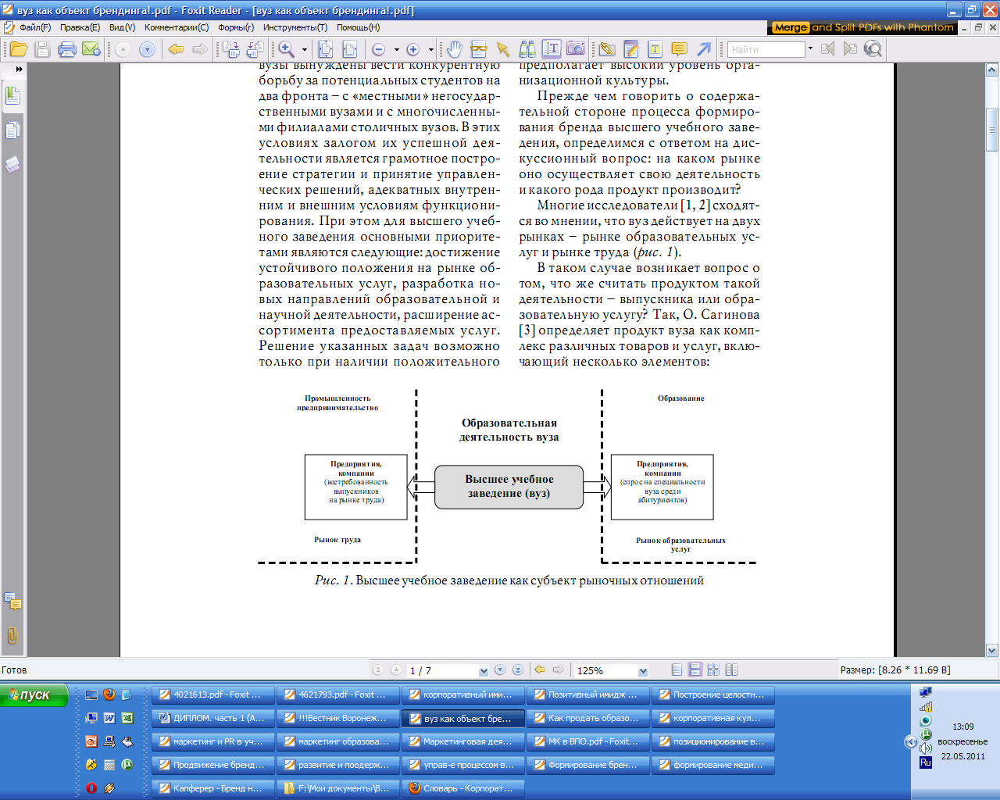 вуз как объект брендинга!.pdf - Foxit Reader - [вуз как объект брендинга!.pdf]
Файл(F) Правка(E) Вид(V) Комментарии(C) Формы(r) Инструменты(T) Помощь(H)
Merge and Split PDFs with Phantom
Найти
вузы вынуждены вести конкурентную
борьбу за потенциальных студентов на
два фронта – с «местными» негосудар-
ственными вузами и с многочисленны-
ми филиалами столичных вузов. В этих
условиях залогом их успешной дея-
тельности является грамотное постро-
ение стратегии и принятие управлен-
ческих решений, адекватных внутрен-
ним и внешним условиям функциони-
рования. При этом для высшего учеб-
ного заведения основными приорите-
тами являются следующие: достижение
устойчивого положения на рынке об-
разовательных услуг, разработка но-
вых направлений образовательной и
научной деятельности, расширение ас-
сортимента предоставляемых услуг.
Решение указанных задач возможно
только при наличии положительного
предполагает высокий уровень орга-
низационной культуры.
Прежде чем говорить о содержа-
тельной стороне процесса формиро-
вания бренда высшего учебного заве-
дения, определимся с ответом на дис-
куссионный вопрос: на каком рынке
оно осуществляет свою деятельность
и какого рода продукт производит?
Многие исследователи [1, 2] сходят-
ся во мнении, что вуз действует на двух
рынках – рынке образовательных ус-
луг и рынке труда (рис. 1).
В таком случае возникает вопрос о
том, что же считать продуктом такой
деятельности – выпускника или обра-
зовательную услугу? Так, О. Сагинова
[3] определяет продукт вуза как комп-
лекс различных товаров и услуг, вклю-
чающий несколько элементов:
Промышленность
предпринимательство
Образование
Образовательная
деятельность вуза
Предприятия,
компании
(востребованность
выпускников
на рынке труда)
Высшее учебное
заведение (вуз)
Предприятия,
компании
(спрос на специальности
вуза среди
абитуриентов)
Рынок труда
Рынок образовательных
услуг
Рис. 1. Высшее учебное заведение как субъект рыночных отношений
Готов
1 / 7
125%
Размер: [8.26 * 11.69 В]
пуск
4021613.pdf - Foxit ...
4621793.pdf - Foxit ...
корпоративный ими...
Позитивный имидж ...
Построение целостн...
ДИПЛОМ. часть 1 (А...
!!!Вестник Воронеж...
вуз как объект бре...
Как продать образо...
корпоративная кул...
маркетинг и PR в уч...
маркетинг образова...
Маркетинговая дея...
МК в ВПО.pdf - Foxit...
позиционирование в...
Продвижение бренд...
развитие и поодерж...
управ-е процессом в...
Формирование брен...
формирование меди...
Капферер - Бренд н...
F:\Мои документы\В...
Словарь - Корпорат...
Ru
13:09
воскресенье
22.05.2011